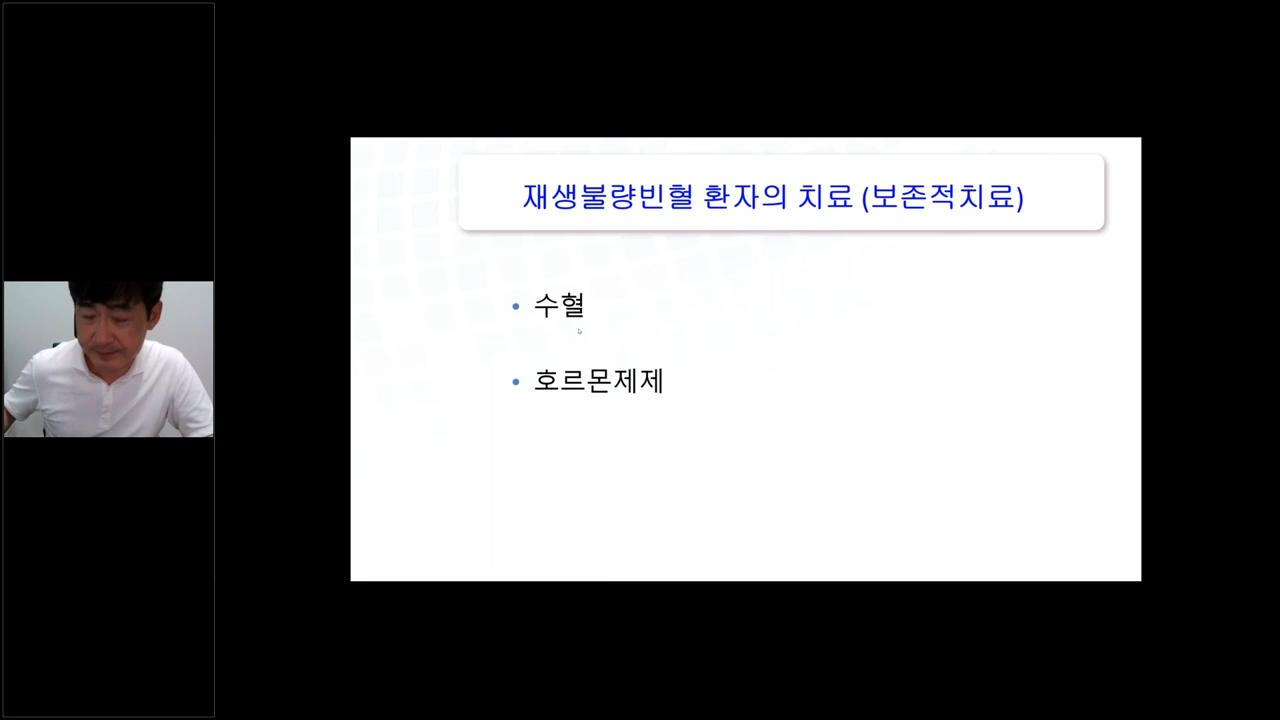 재생불량빈혈 환자의 치료 (보존적치료)
• 수혈
• 호르몬제제